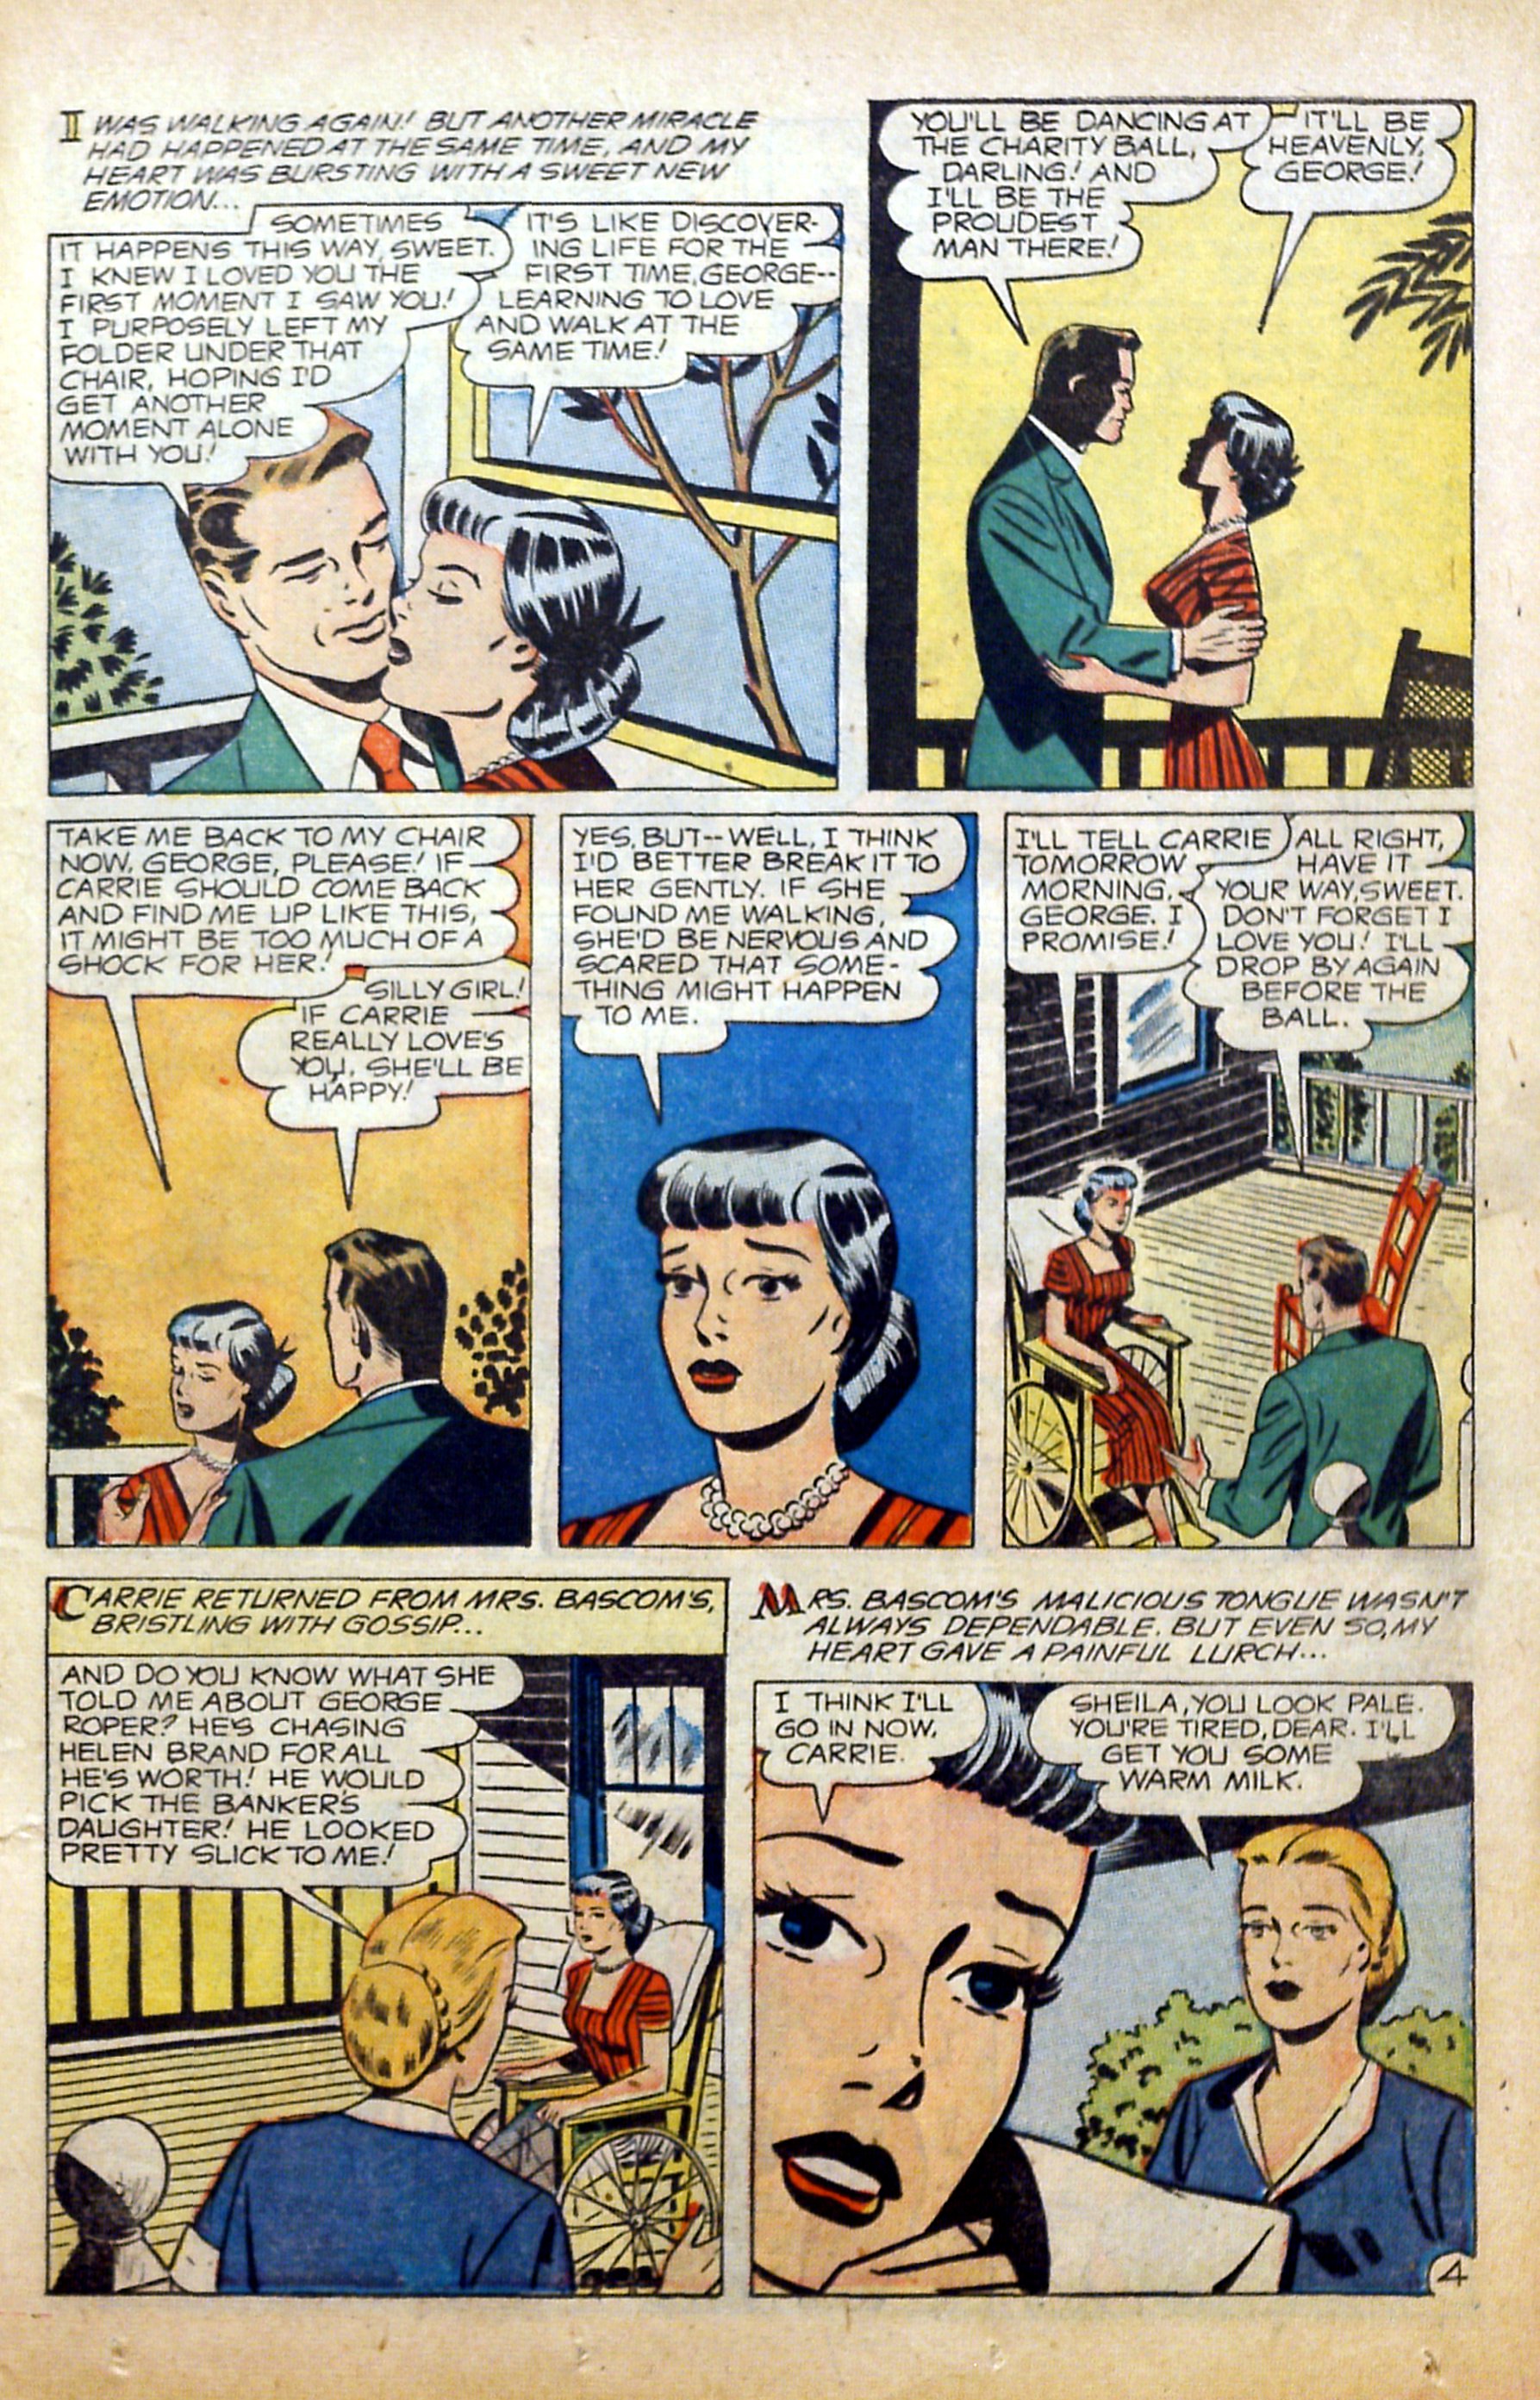 I WAS WALKING AGAIN! BUT ANOTHER MIRACLE
HAD HAPPENED AT THE SAME TIME, AND MY
HEART WAS BURSTING WITH A SWEET NEW
EMOTION...
SOMETIMES
IT HAPPENS THIS WAY, SWEET.
I KNEW I LOVED YOU THE
FIRST MOMENT I SAW YOU!
I PURPOSELY LEFT MY
FOLDER UNDER THAT
CHAIR, HOPING I'D
GET ANOTHER
MOMENT ALONE
WITH YOU!
IT'S LIKE DISCOVER-
ING LIFE FOR THE
FIRST TIME, GEORGE--
LEARNING TO LOVE
AND WALK AT THE
SAME TIME!
YOU'LL BE DANCING AT
THE CHARITY BALL,
DARLING! AND
I'LL BE THE
PROUDEST
MAN THERE!
IT'LL BE
HEAVENLY,
GEORGE!
TAKE ME BACK TO MY CHAIR
NOW, GEORGE, PLEASE! IF
CARRIE SHOULD COME BACK
AND FIND ME UP LIKE THIS,
IT MIGHT BE TOO MUCH OF A
SHOCK FOR HER!
SILLY GIRL!
IF CARRIE
REALLY LOVE'S
YOU, SHE'LL BE
HAPPY!
YES, BUT--WELL, I THINK
I'D BETTER BREAK IT TO
HER GENTLY. IF SHE
FOUND ME WALKING,
SHE'D BE NERVOUS AND
SCARED THAT SOME-
THING MIGHT HAPPEN
TO ME.
I'LL TELL CARRIE
TOMORROW
MORNING,
GEORGE. I
PROMISE!
ALL RIGHT,
HAVE IT
YOUR WAY, SWEET.
DON'T FORGET I
LOVE YOU! I'LL
DROP BY AGAIN
BEFORE THE
BALL.
CARRIE RETURNED FROM MRS. BASCOM'S,
BRISTLING WITH GOSSIP...
AND DO YOU KNOW WHAT SHE
TOLD ME ABOUT GEORGE
ROPER? HE'S CHASING
HELEN BRAND FOR ALL
HE'S WORTH! HE WOULD
PICK THE BANKER'S
DAUGHTER! HE LOOKED
PRETTY SLICK TO ME!
MRS. BASCOM'S MALICIOUS TONGUE WASN'T
ALWAYS DEPENDABLE. BUT EVEN SO, MY
HEART GAVE A PAINFUL LURCH...
I THINK I'LL
GO IN NOW,
CARRIE.
SHEILA, YOU LOOK PALE.
YOU'RE TIRED, DEAR. I'LL
GET YOU SOME
WARM MILK.
4